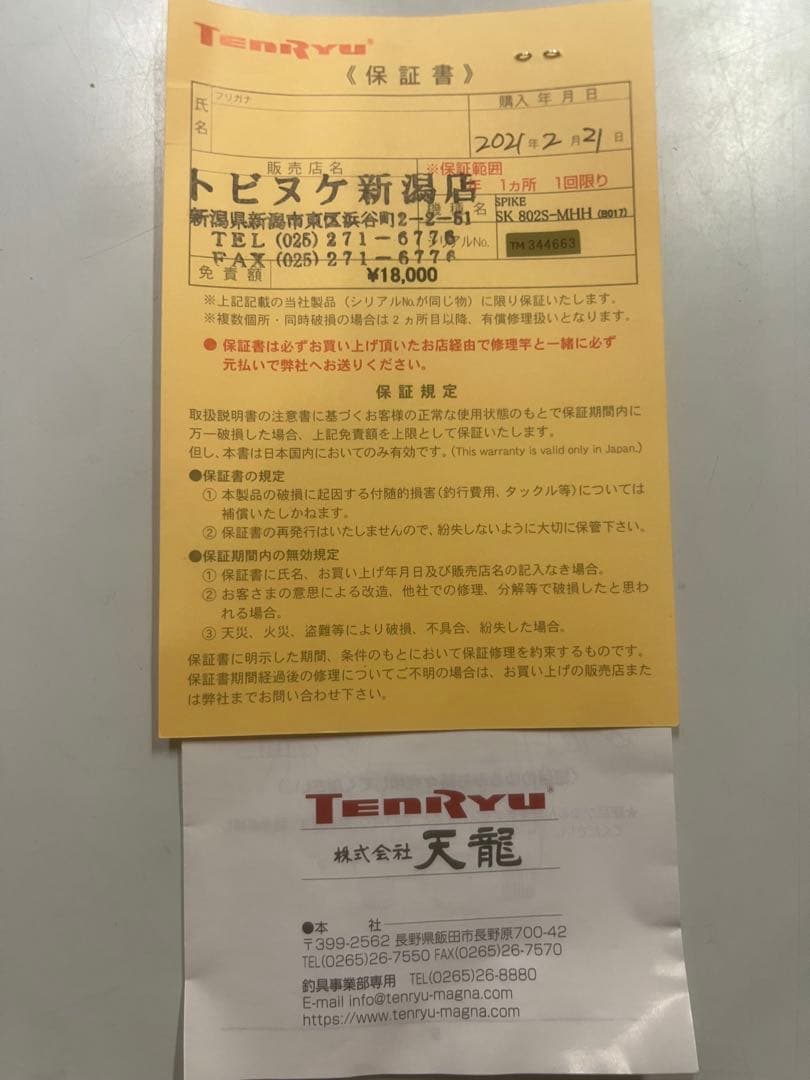 TENRYU
《保証書》
フリガナ
氏名
購入年月日
2021年2月21日
販売店名
※保証範囲
年 1ヵ所 1回限り
トビヌケ新潟店
新潟県新潟市東区浜谷町2-2-51
TEL (025) 271-6776
FAX (025) 271-6776
機種名
SPIKE
SK 802S-MHH (B017)
シリアルNo.
TM 344663
免責額
¥18,000
※上記記載の当社製品(シリアルNo.が同じ物)に限り保証いたします。
※複数個所・同時破損の場合は2ヵ所目以降、有償修理扱いとなります。
●保証書は必ずお買い上げ頂いたお店経由で修理竿と一緒に必ず
元払いで弊社へお送りください。
保証規定
取扱説明書の注意書に基づくお客様の正常な使用状態のもとで保証期間内に
万一破損した場合、上記免責額を上限として保証いたします。
但し、本書は日本国内においてのみ有効です。(This warranty is valid only in Japan.)
●保証書の規定
① 本製品の破損に起因する付随的損害(釣行費用、タックル等)については
補償いたしかねます。
② 保証書の再発行はいたしませんので、紛失しないように大切に保管下さい。
●保証期間内の無効規定
① 保証書に氏名、お買い上げ年月日及び販売店名の記入なき場合。
② お客さまの意思による改造、他社での修理、分解等で破損したと思わ
れる場合。
③ 天災、火災、盗難等により破損、不具合、紛失した場合。
保証書に明示した期間、条件のもとにおいて保証修理を約束するものです。
保証書期間経過後の修理についてご不明の場合は、お買い上げの販売店また
は弊社までお問い合わせ下さい。
TENRYU
株式会社 天龍
●本 社
〒399-2562 長野県飯田市長野原700-42
TEL(0265)26-7550 FAX(0265)26-7570
釣具事業部専用 TEL(0265)26-8880
E-mail info@tenryu-magna.com
https://www.tenryu-magna.com